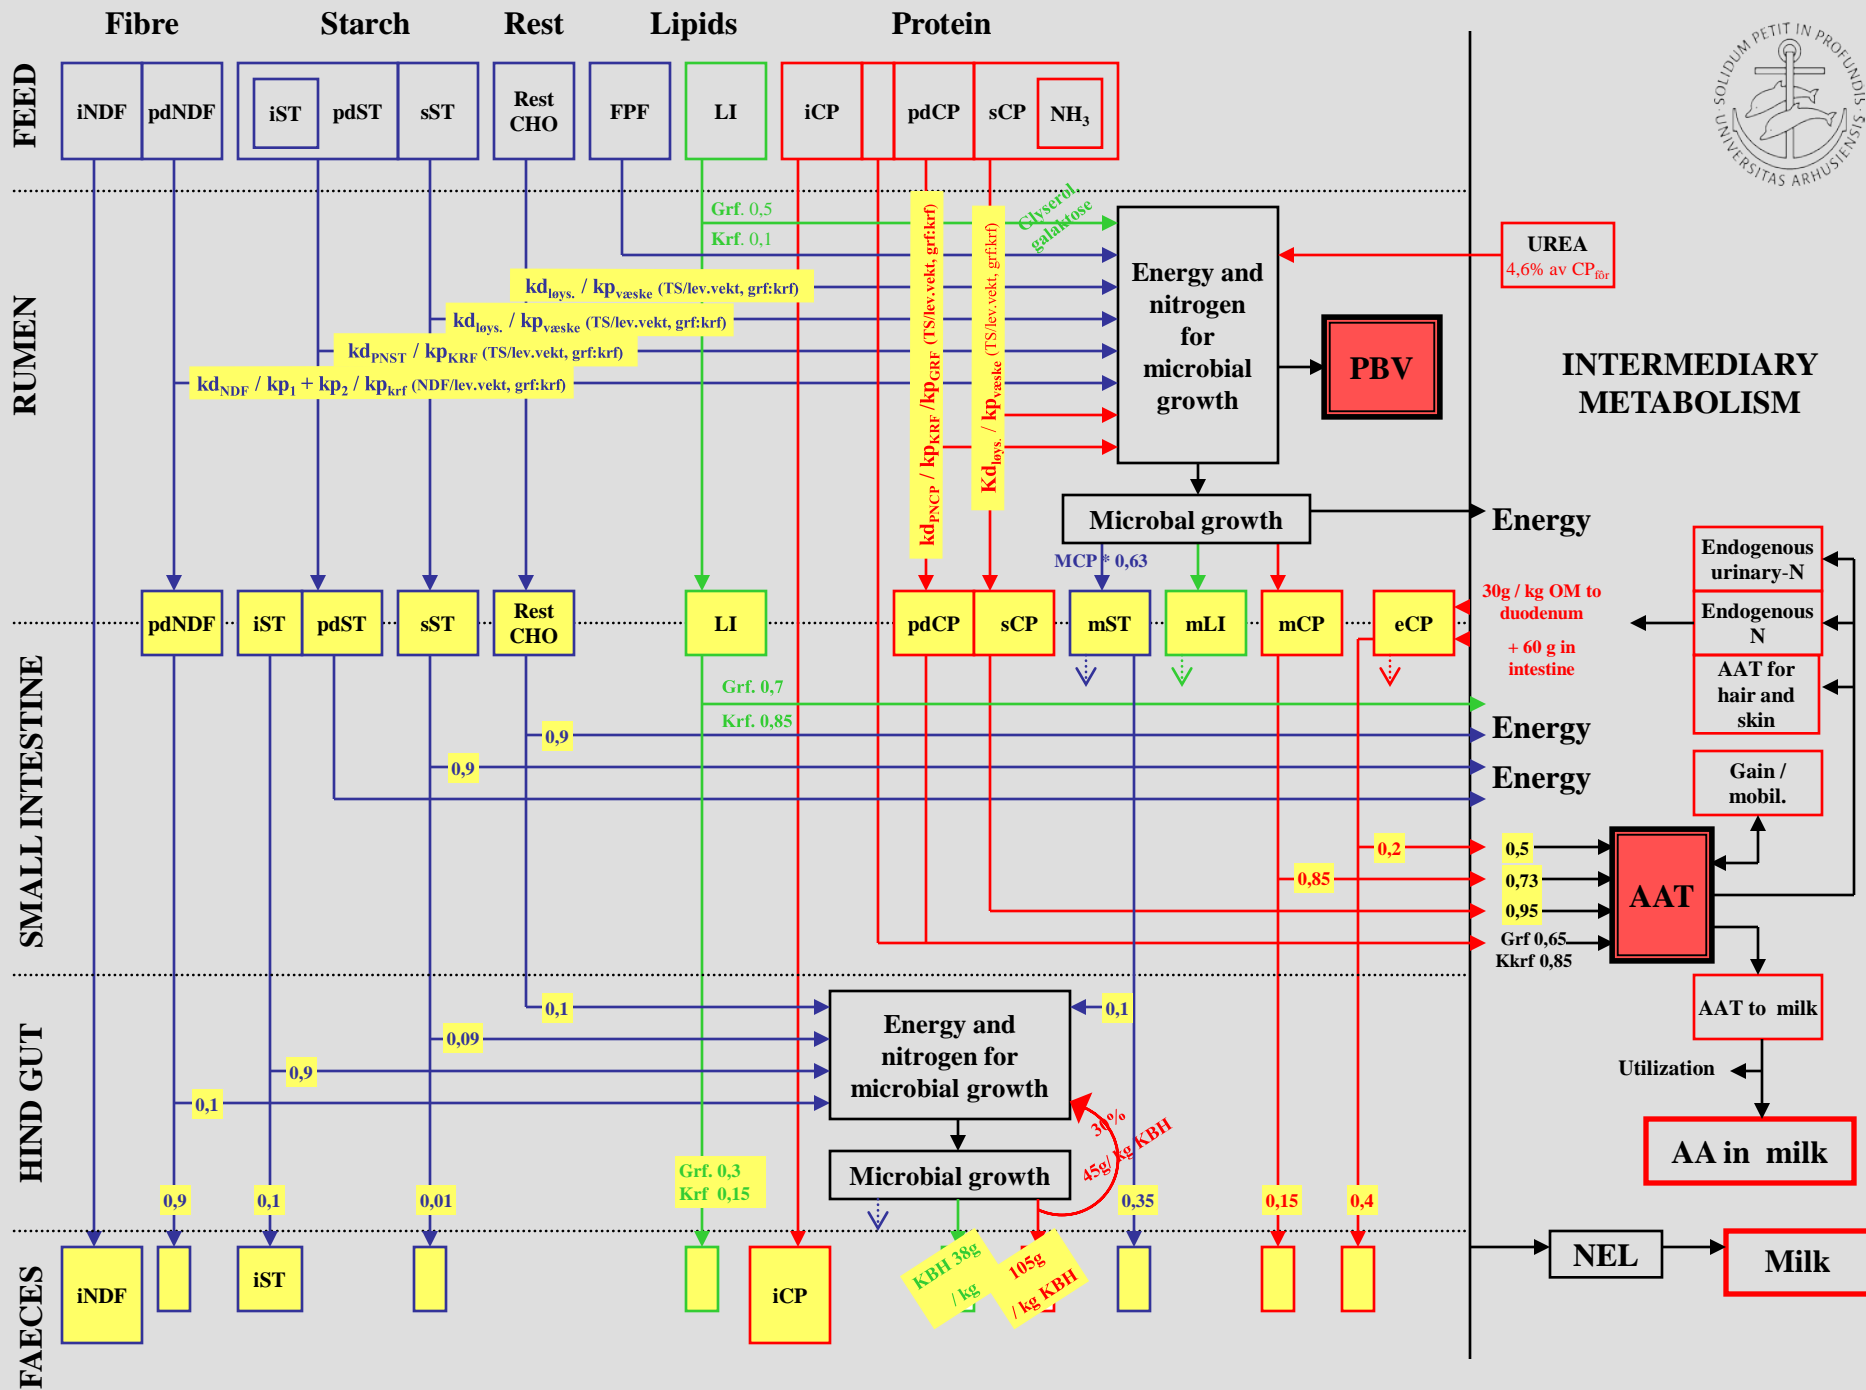 Fibre Starch Rest Lipids Protein
SOLIDUM PETIT IN PROFUNDIS
UNIVERSITAS ARHUSIENSIS
FEED
iNDF pdNDF iST pdST sST Rest CHO FPF LI iCP pdCP sCP NH3
RUMEN
Grf. 0,5
Krf. 0,1
Glyserol,
galaktose
kdløys. / kpvæske (TS/lev.vekt, grf:krf)
kdløys. / kpvæske (TS/lev.vekt, grf:krf)
kdPNST / kpKRF (TS/lev.vekt, grf:krf)
kdNDF / kp1 + kp2 / kpkrf (NDF/lev.vekt, grf:krf)
kdPNCP / kpKRF /kpGRF (TS/lev.vekt, grf:krf)
Kdløys. / kpvæske (TS/lev.vekt, grf:krf)
Energy and
nitrogen
for
microbial
growth
UREA
4,6% av CPfôr
PBV
INTERMEDIARY
METABOLISM
Microbal growth
Energy
MCP * 0,63
pdNDF iST pdST sST Rest CHO LI pdCP sCP mST mLI mCP eCP
30g / kg OM to
duodenum
+ 60 g in
intestine
Endogenous
urinary-N
Endogenous
N
AAT for
hair and
skin
SMALL INTESTINE
Grf. 0,7
Krf. 0,85
0,9
0,9
Energy
Energy
Gain /
mobil.
0,2
0,85
0,5
0,73
0,95
Grf 0,65
Kkrf 0,85
AAT
AAT to milk
Utilization
AA in milk
HIND GUT
0,1
0,09
0,9
0,1
0,1
Energy and
nitrogen for
microbial growth
30%
45g/ kg KBH
Microbial growth
Grf. 0,3
Krf 0,15
0,9 0,1 0,01 0,35 0,15 0,4
FAECES
iNDF iST iCP
KBH 38g
/ kg
105g
/ kg KBH
NEL
Milk